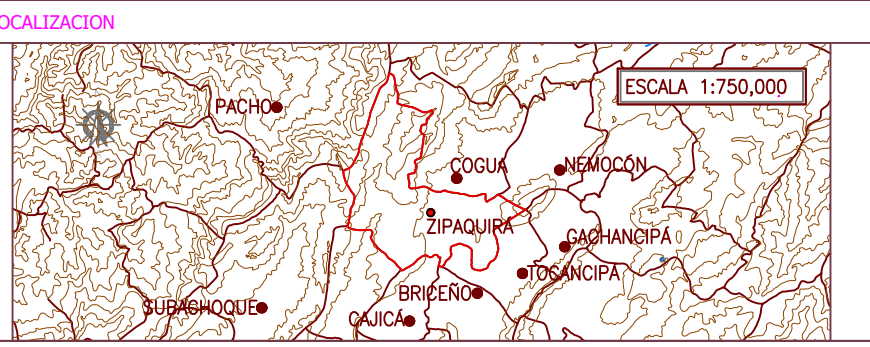 OCALIZACION
ESCALA 1:750,000
PACHO
COGUA
NEMOCÓN
ZIPAQUIRÁ
GACHANCIPÁ
TOCANCIPÁ
BRICEÑO
SUBACHOQUE
CAJICÁ